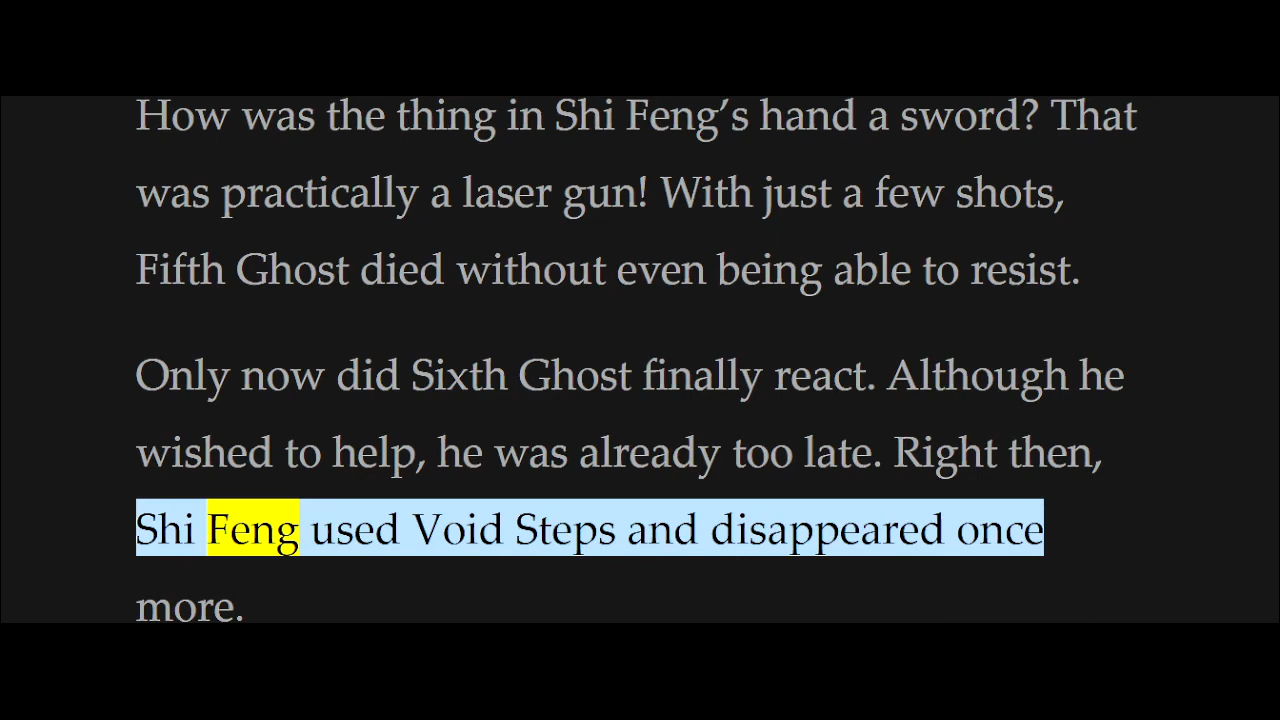 How was the thing in Shi Feng’s hand a sword? That
was practically a laser gun! With just a few shots,
Fifth Ghost died without even being able to resist.
Only now did Sixth Ghost finally react. Although he
wished to help, he was already too late. Right then,
Shi Feng used Void Steps and disappeared once
more.